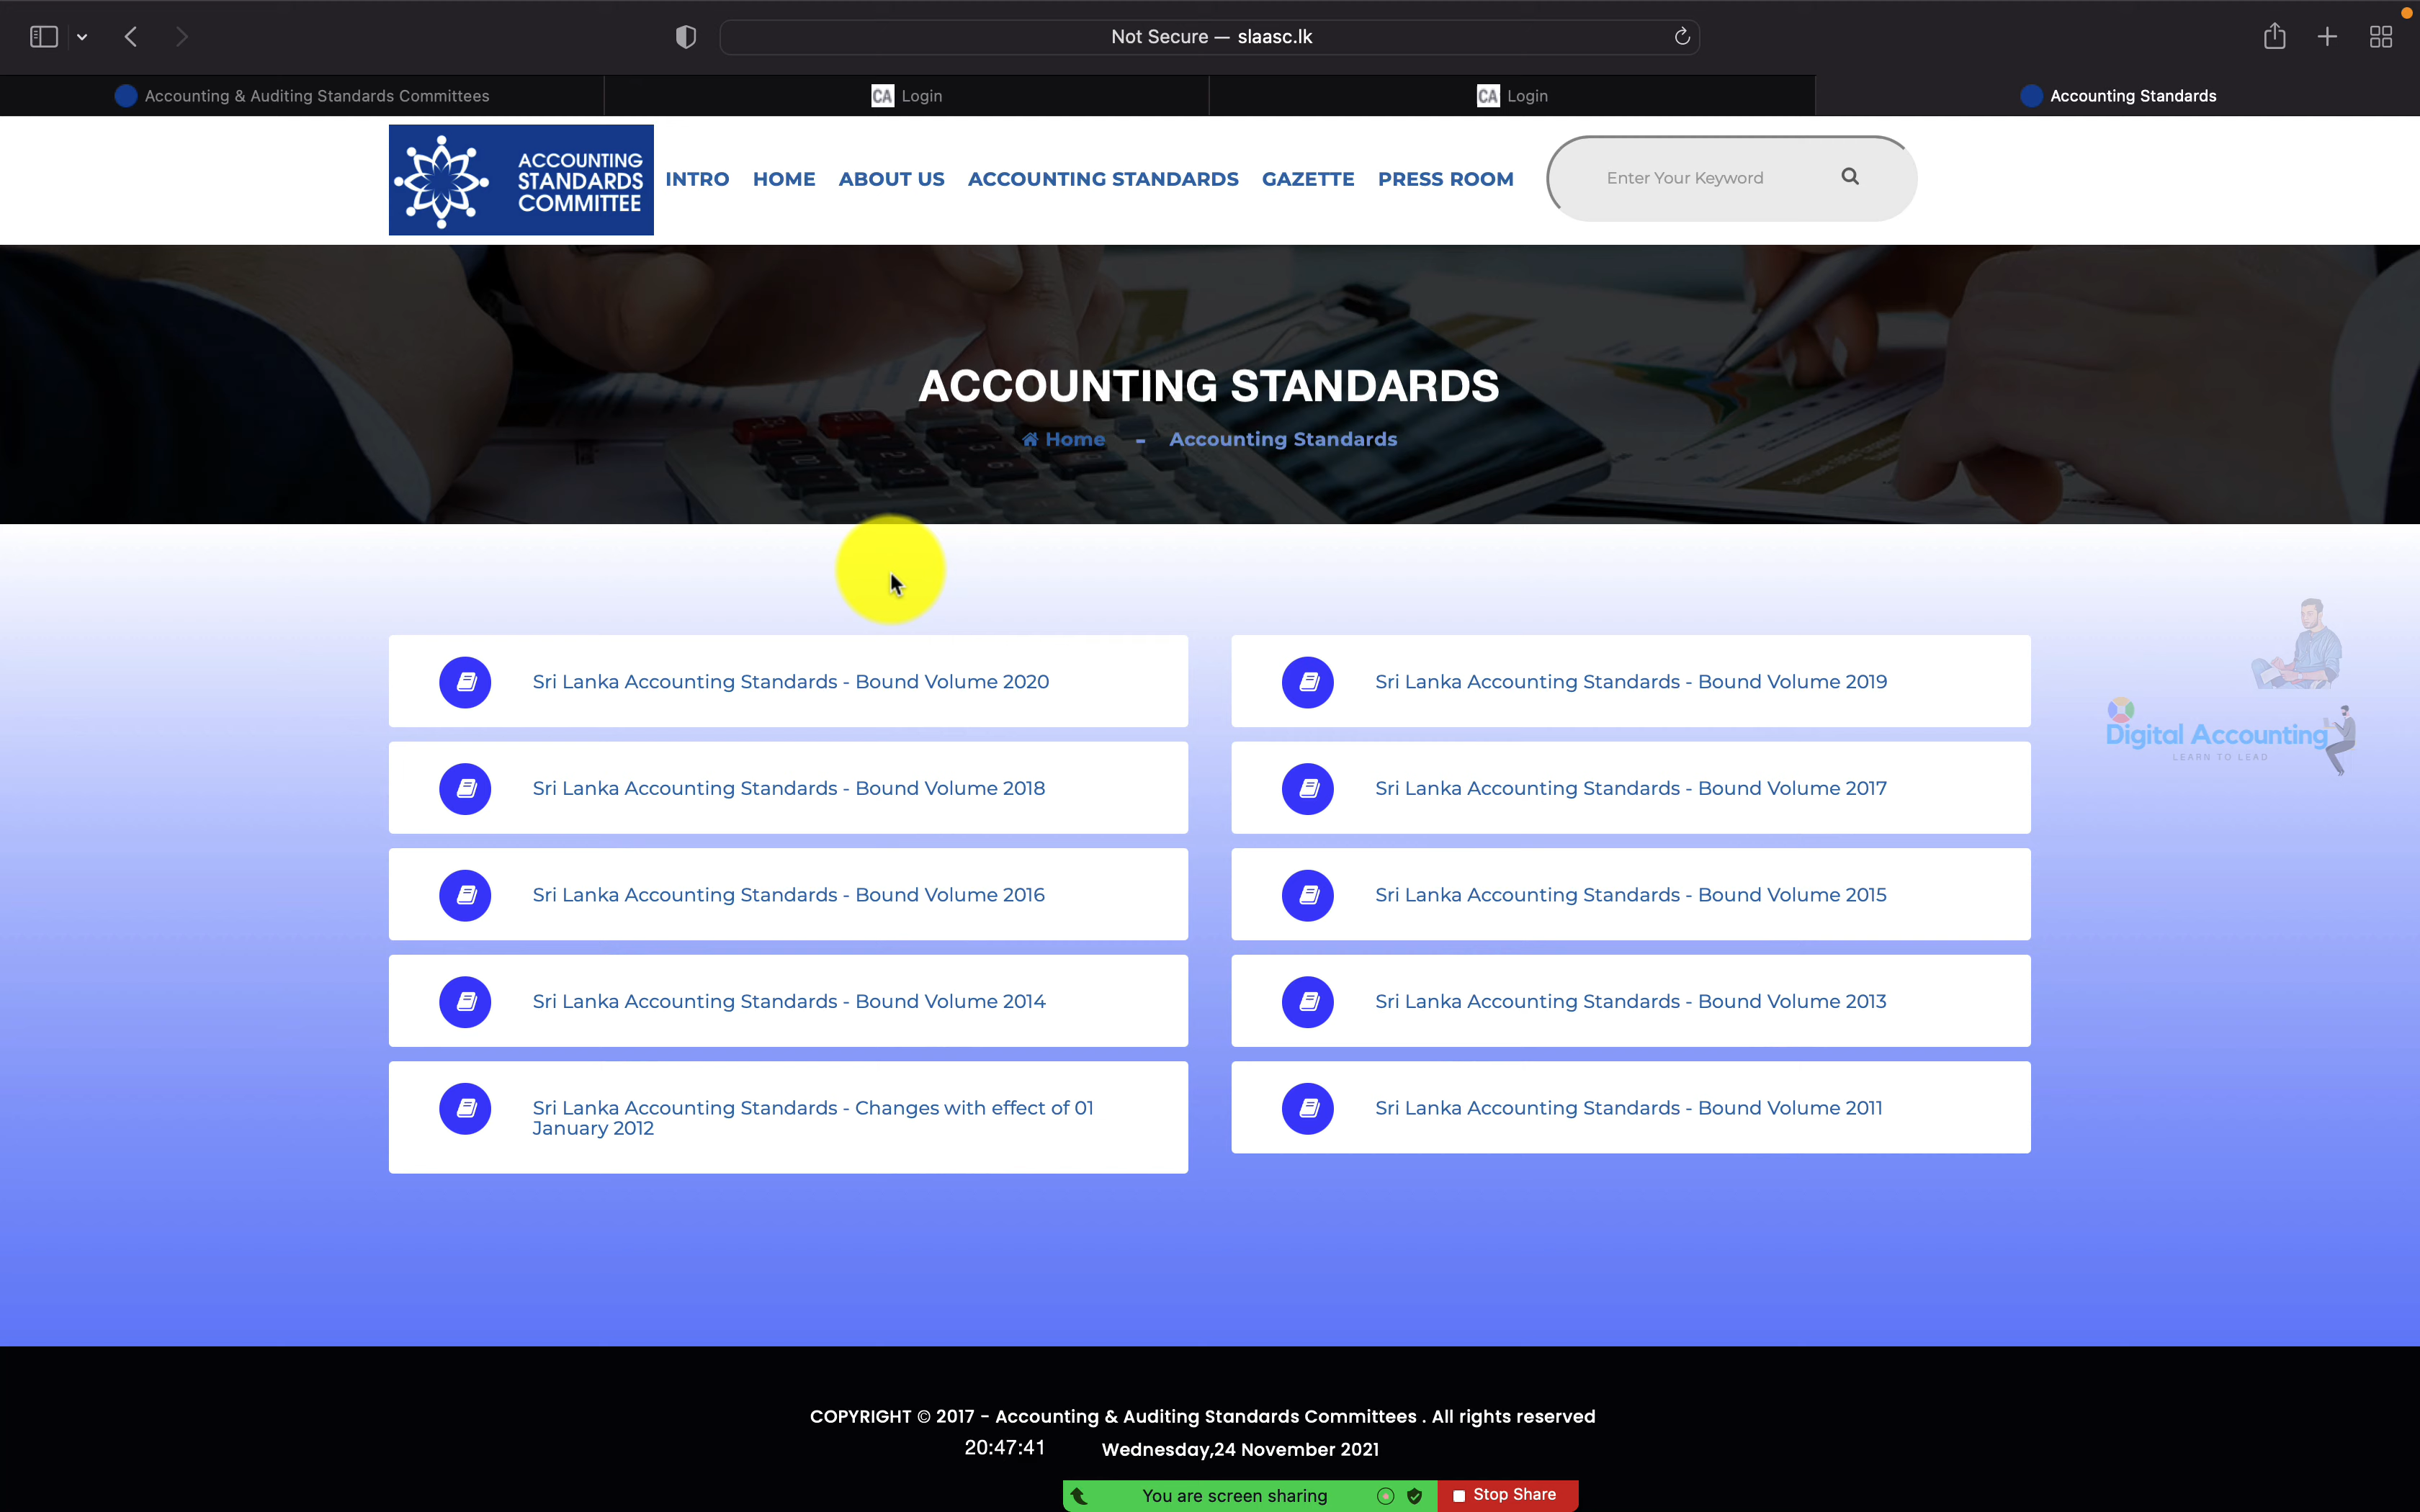 Not Secure — slaasc.lk
Accounting & Auditing Standards Committees
CA Login
CA Login
Accounting Standards
ACCOUNTING
STANDARDS
COMMITTEE
INTRO HOME ABOUT US ACCOUNTING STANDARDS GAZETTE PRESS ROOM
Enter Your Keyword
ACCOUNTING STANDARDS
Home - Accounting Standards
Sri Lanka Accounting Standards - Bound Volume 2020
Sri Lanka Accounting Standards - Bound Volume 2019
Sri Lanka Accounting Standards - Bound Volume 2018
Sri Lanka Accounting Standards - Bound Volume 2017
Sri Lanka Accounting Standards - Bound Volume 2016
Sri Lanka Accounting Standards - Bound Volume 2015
Sri Lanka Accounting Standards - Bound Volume 2014
Sri Lanka Accounting Standards - Bound Volume 2013
Sri Lanka Accounting Standards - Changes with effect of 01
January 2012
Sri Lanka Accounting Standards - Bound Volume 2011
Digital Accounting
LEARN TO LEAD
COPYRIGHT © 2017 - Accounting & Auditing Standards Committees . All rights reserved
20:47:41 Wednesday,24 November 2021
You are screen sharing Stop Share